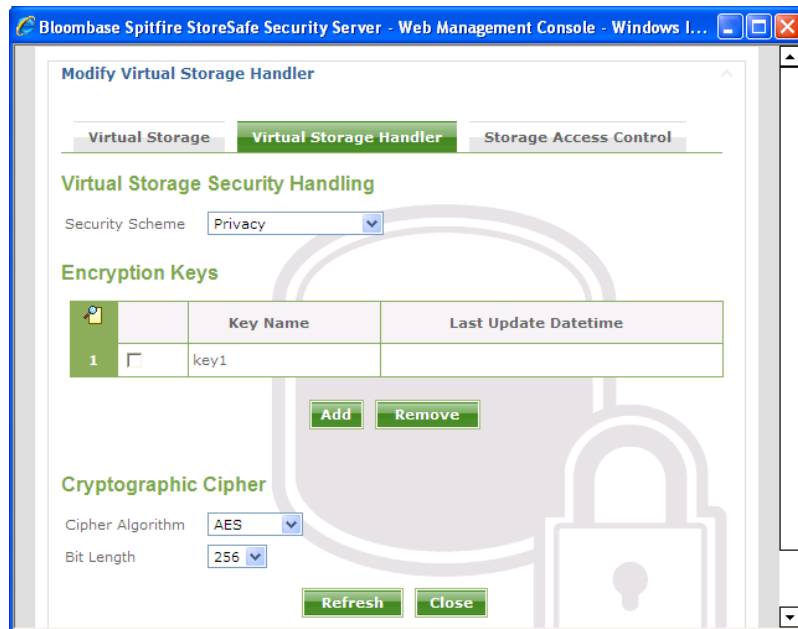 Bloombase Spitfire StoreSafe Security Server - Web Management Console - Windows I...
Modify Virtual Storage Handler
Virtual Storage Virtual Storage Handler Storage Access Control
Virtual Storage Security Handling
Security Scheme Privacy
Encryption Keys
Key Name Last Update Datetime
1 key1
Add Remove
Cryptographic Cipher
Cipher Algorithm AES
Bit Length 256
Refresh Close